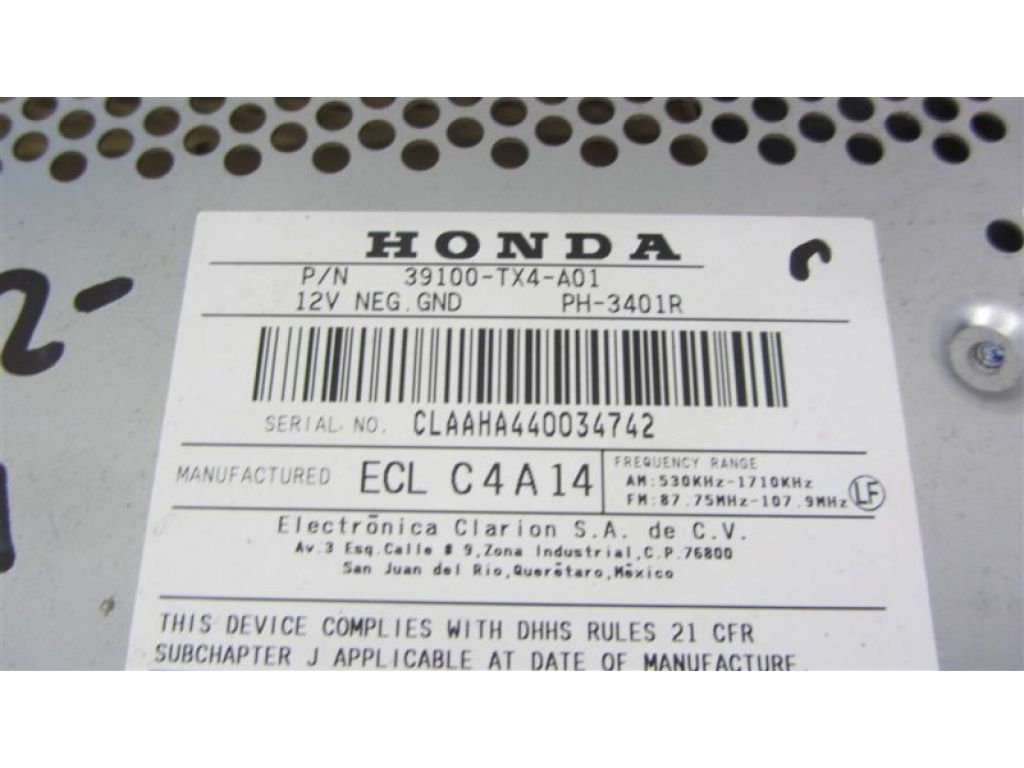 HONDA
P/N 39100-TX4-A01
12V NEG.GND PH-3401R
SERIAL NO. CLAAHA440034742
MANUFACTURED ECL C4A14
FREQUENCY RANGE
AM:530KHz-1710KHz
FM:87.75MHz-107.9MHz
LF
Electrōnica Clarion S.A. de C.V.
Av.3 Esq.Calle # 9,Zona Industrial,C.P.76800
San Juan del Rio,Querētaro,Mēxico
THIS DEVICE COMPLIES WITH DHHS RULES 21 CFR
SUBCHAPTER J APPLICABLE AT DATE OF MANUFACTURE.